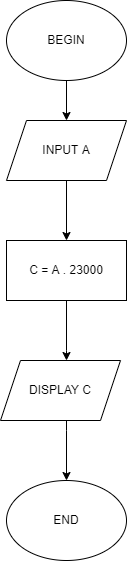 BEGIN
INPUT A
C = A . 23000
DISPLAY C
END